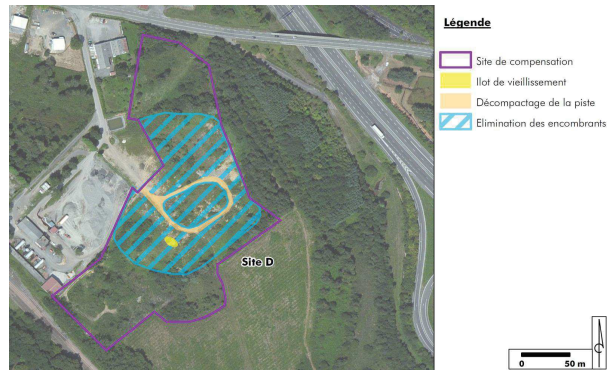 Légende
Site de compensation
Ilot de vieillissement
Décompactage de la piste
Elimination des encombrants
Site D
0 50 m